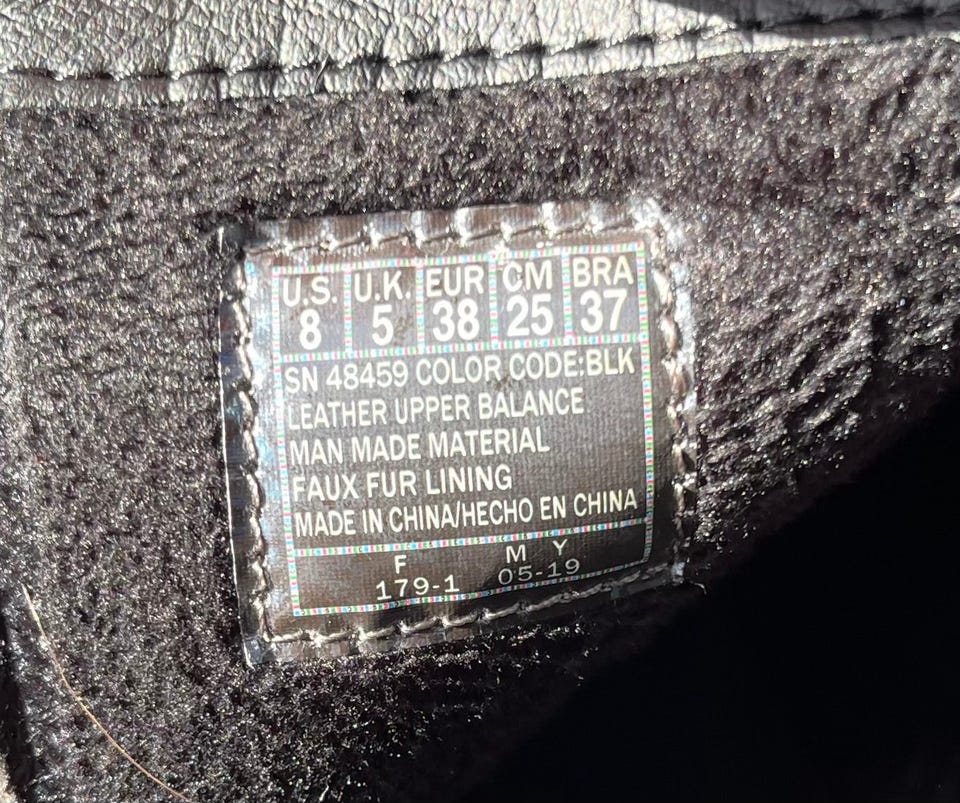 U.S. U.K. EUR CM BRA
8 5 38 25 37
SN 48459 COLOR CODE:BLK
LEATHER UPPER BALANCE
MAN MADE MATERIAL
FAUX FUR LINING
MADE IN CHINA/HECHO EN CHINA
F M Y
179-1 05-19